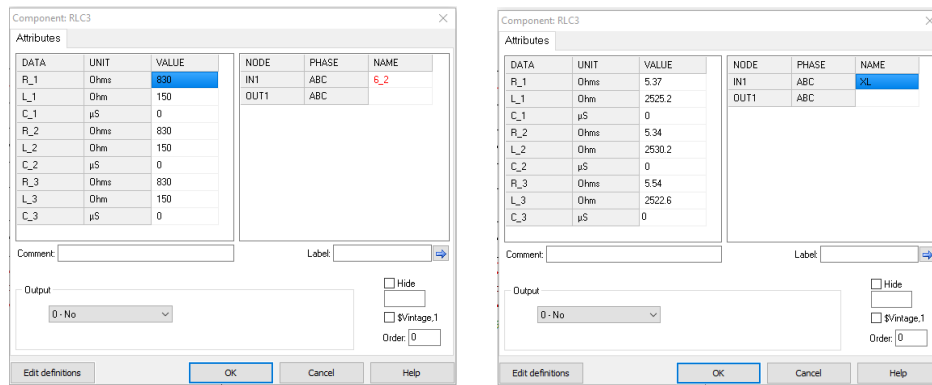 Component: RLC3
Attributes
DATA UNIT VALUE
R_1 Ohms 830
L_1 Ohm 150
C_1 µS 0
R_2 Ohms 830
L_2 Ohm 150
C_2 µS 0
R_3 Ohms 830
L_3 Ohm 150
C_3 µS 0
NODE PHASE NAME
IN1 ABC 6_2
OUT1 ABC
Comment:
Label:
Output
0 - No
Hide
$Vintage,1
Order: 0
Edit definitions
OK
Cancel
Help
Component: RLC3
Attributes
DATA UNIT VALUE
R_1 Ohms 5.37
L_1 Ohm 2525.2
C_1 µS 0
R_2 Ohms 5.34
L_2 Ohm 2530.2
C_2 µS 0
R_3 Ohms 5.54
L_3 Ohm 2522.6
C_3 µS 0
NODE PHASE NAME
IN1 ABC XL
OUT1 ABC
Comment:
Label:
Output
0 - No
Hide
$Vintage,1
Order: 0
Edit definitions
OK
Cancel
Help